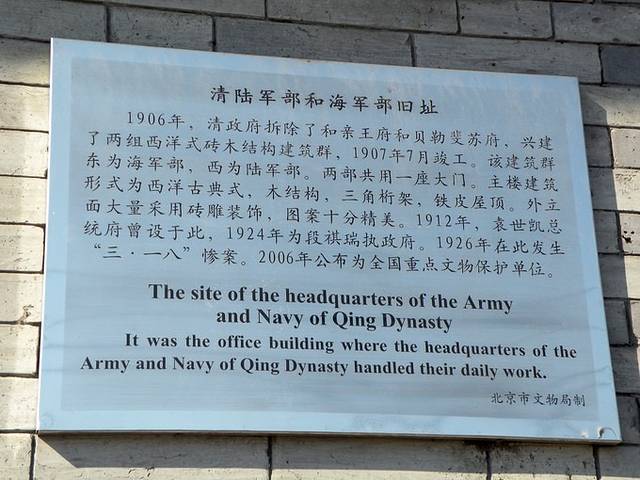 清陆军部和海军部旧址
1906年，清政府拆除了和亲王府和贝勒斐苏府，兴建
了两组西洋式砖木结构建筑群，1907年7月竣工。该建筑群
东为海军部，西为陆军部。两部共用一座大门。主楼建筑
形式为西洋古典式，木结构，三角桁架，铁皮屋顶。外立
面大量采用砖雕装饰，图案十分精美。1912年，袁世凯总
统府曾设于此，1924年为段祺瑞执政府。1926年在此发生
“三·一八”惨案。2006年公布为全国重点文物保护单位。
The site of the headquarters of the Army
and Navy of Qing Dynasty
It was the office building where the headquarters of the
Army and Navy of Qing Dynasty handled their daily work.
北京市文物局制